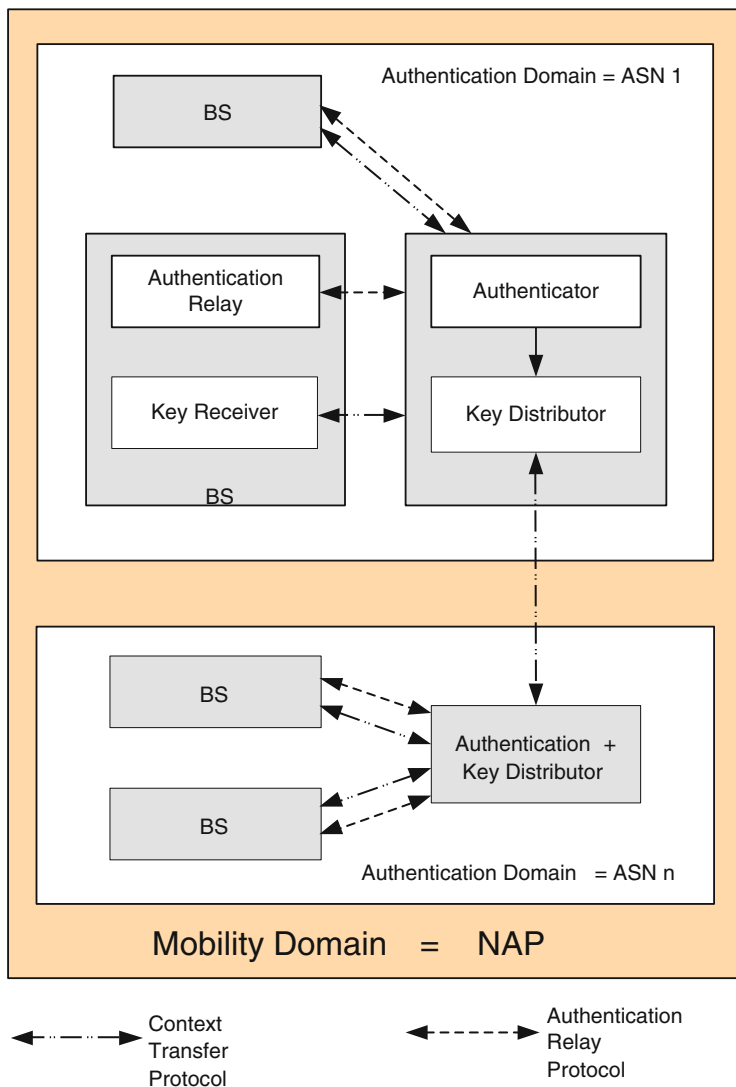 Authentication Domain = ASN 1
BS
Authentication
Relay
Authenticator
Key Receiver
Key Distributor
BS
BS
Authentication +
Key Distributor
BS
Authentication Domain = ASN n
Mobility Domain = NAP
Context
Transfer
Protocol
Authentication
Relay
Protocol